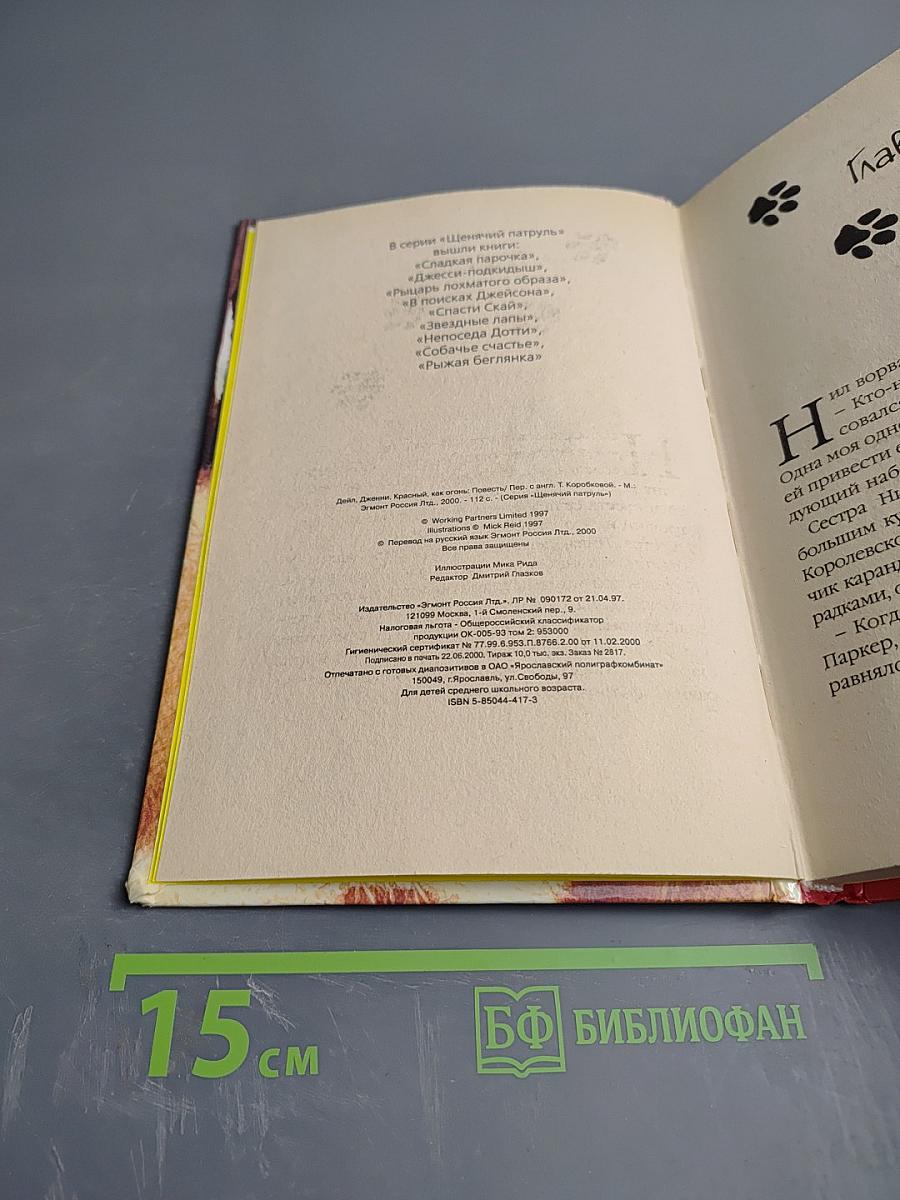 В серии «Щенячий патруль»
вышли книги:
«Сладкая парочка»,
«Джесси-подкидыш»,
«Рыцарь лохматого образа»,
«В поисках Джейсона»,
«Спасти Скай»,
«Звездные лапы»,
«Непоседа Дотти»,
«Собачье счастье»,
«Рыжая беглянка»
Дейл, Дженни. Красный, как огонь: Повесть/ Пер. с англ. Т. Коробковой. - М.:
Эгмонт Россия Лтд., 2000. - 112 с. - (Серия «Щенячий патруль»)
© Working Partners Limited 1997
Illustrations © Mick Reid 1997
© Перевод на русский язык Эгмонт Россия Лтд., 2000
Все права защищены
Иллюстрации Мика Рида
Редактор Дмитрий Глазков
Издательство «Эгмонт Россия Лтд.». ЛР № 090172 от 21.04.97.
121099 Москва, 1-й Смоленский пер., 9.
Налоговая льгота - Общероссийский классификатор
продукции ОК-005-93 том 2: 953000
Гигиенический сертификат № 77.99.6.953.П.8766.2.00 от 11.02.2000
Подписано в печать 22.06.2000. Тираж 10,0 тыс. экз. Заказ № 2817.
Отпечатано с готовых диапозитивов в ОАО «Ярославский полиграфкомбинат»
150049, г.Ярославль, ул.Свободы, 97
Для детей среднего школьного возраста.
ISBN 5-85044-417-3
Глав
Нил ворва
– Кто-н
совалс
Одна моя одн
ей привести е
дующий наб
Сестра Ни
большим ку
Королевско
чик каранд
радками, с
– Когд
Паркер,
равнялс
15 см
БФ БИБЛИОФАН